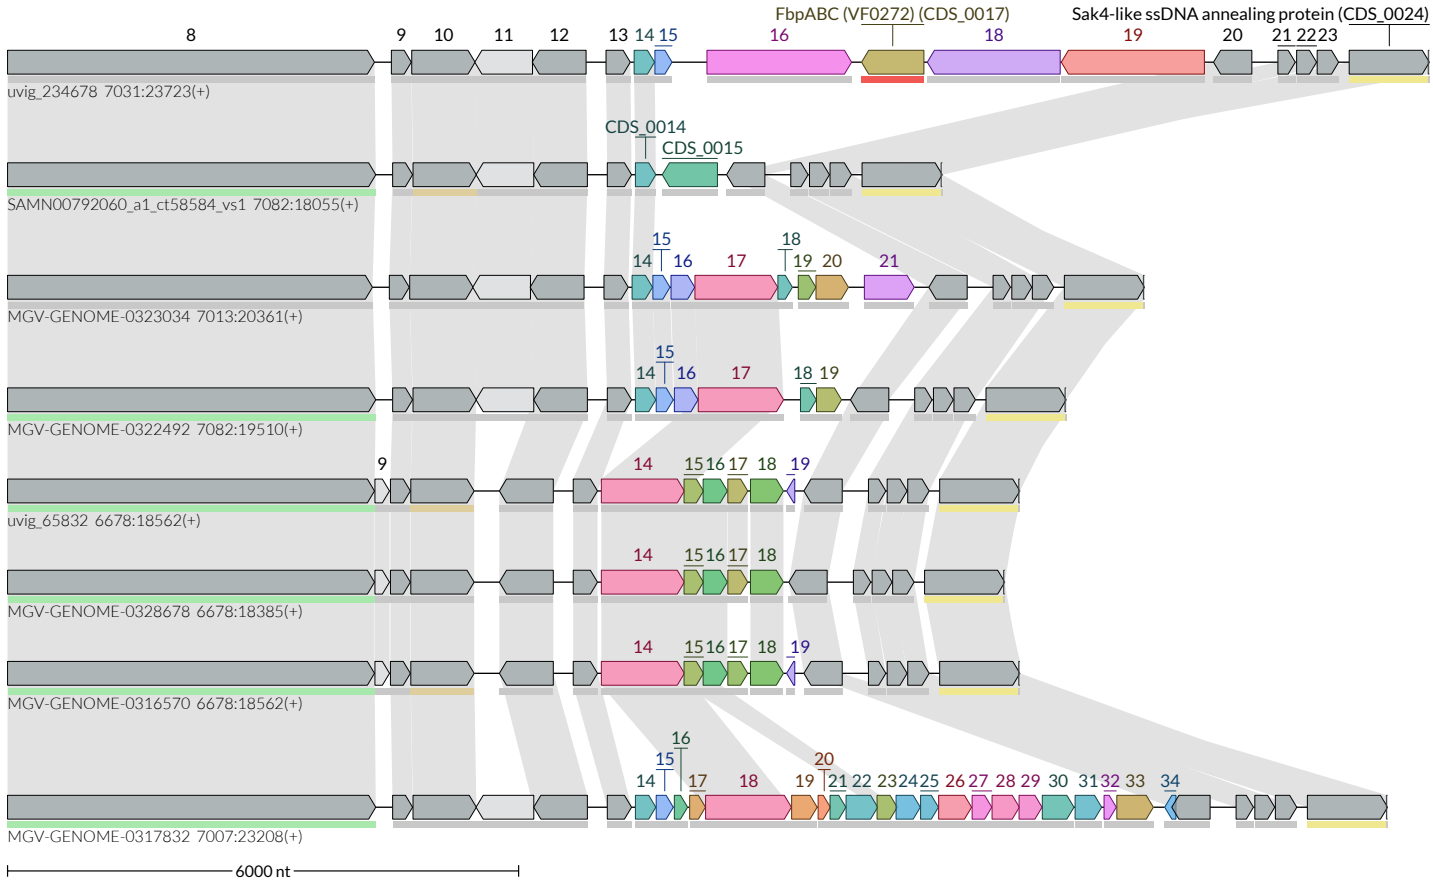 FbpABC (VF0272) (CDS_0017) Sak4-like ssDNA annealing protein (CDS_0024)
8 9 10 11 12 13 14 15 16 18 19 20 21 22 23
uvig_234678 7031:23723(+)
CDS_0014
CDS_0015
SAMN00792060_a1_ct58584_vs1 7082:18055(+)
15 18
14 16 17 19 20 21
MGV-GENOME-0323034 7013:20361(+)
15
14 16 17 18 19
MGV-GENOME-0322492 7082:19510(+)
9 14 15 16 17 18 19
uvig_65832 6678:18562(+)
14 15 16 17 18
MGV-GENOME-0328678 6678:18385(+)
14 15 16 17 18 19
MGV-GENOME-0316570 6678:18562(+)
16
15 20
14 17 18 19 21 22 23 24 25 26 27 28 29 30 31 32 33 34
MGV-GENOME-0317832 7007:23208(+)
6000 nt